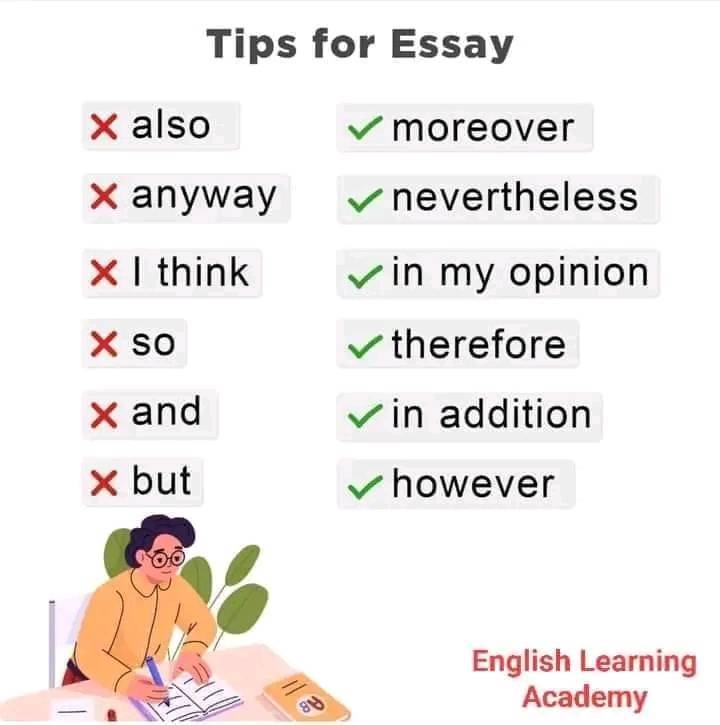 Tips for Essay
also
moreover
anyway
nevertheless
I think
in my opinion
so
therefore
and
in addition
but
however
English Learning
Academy
AB